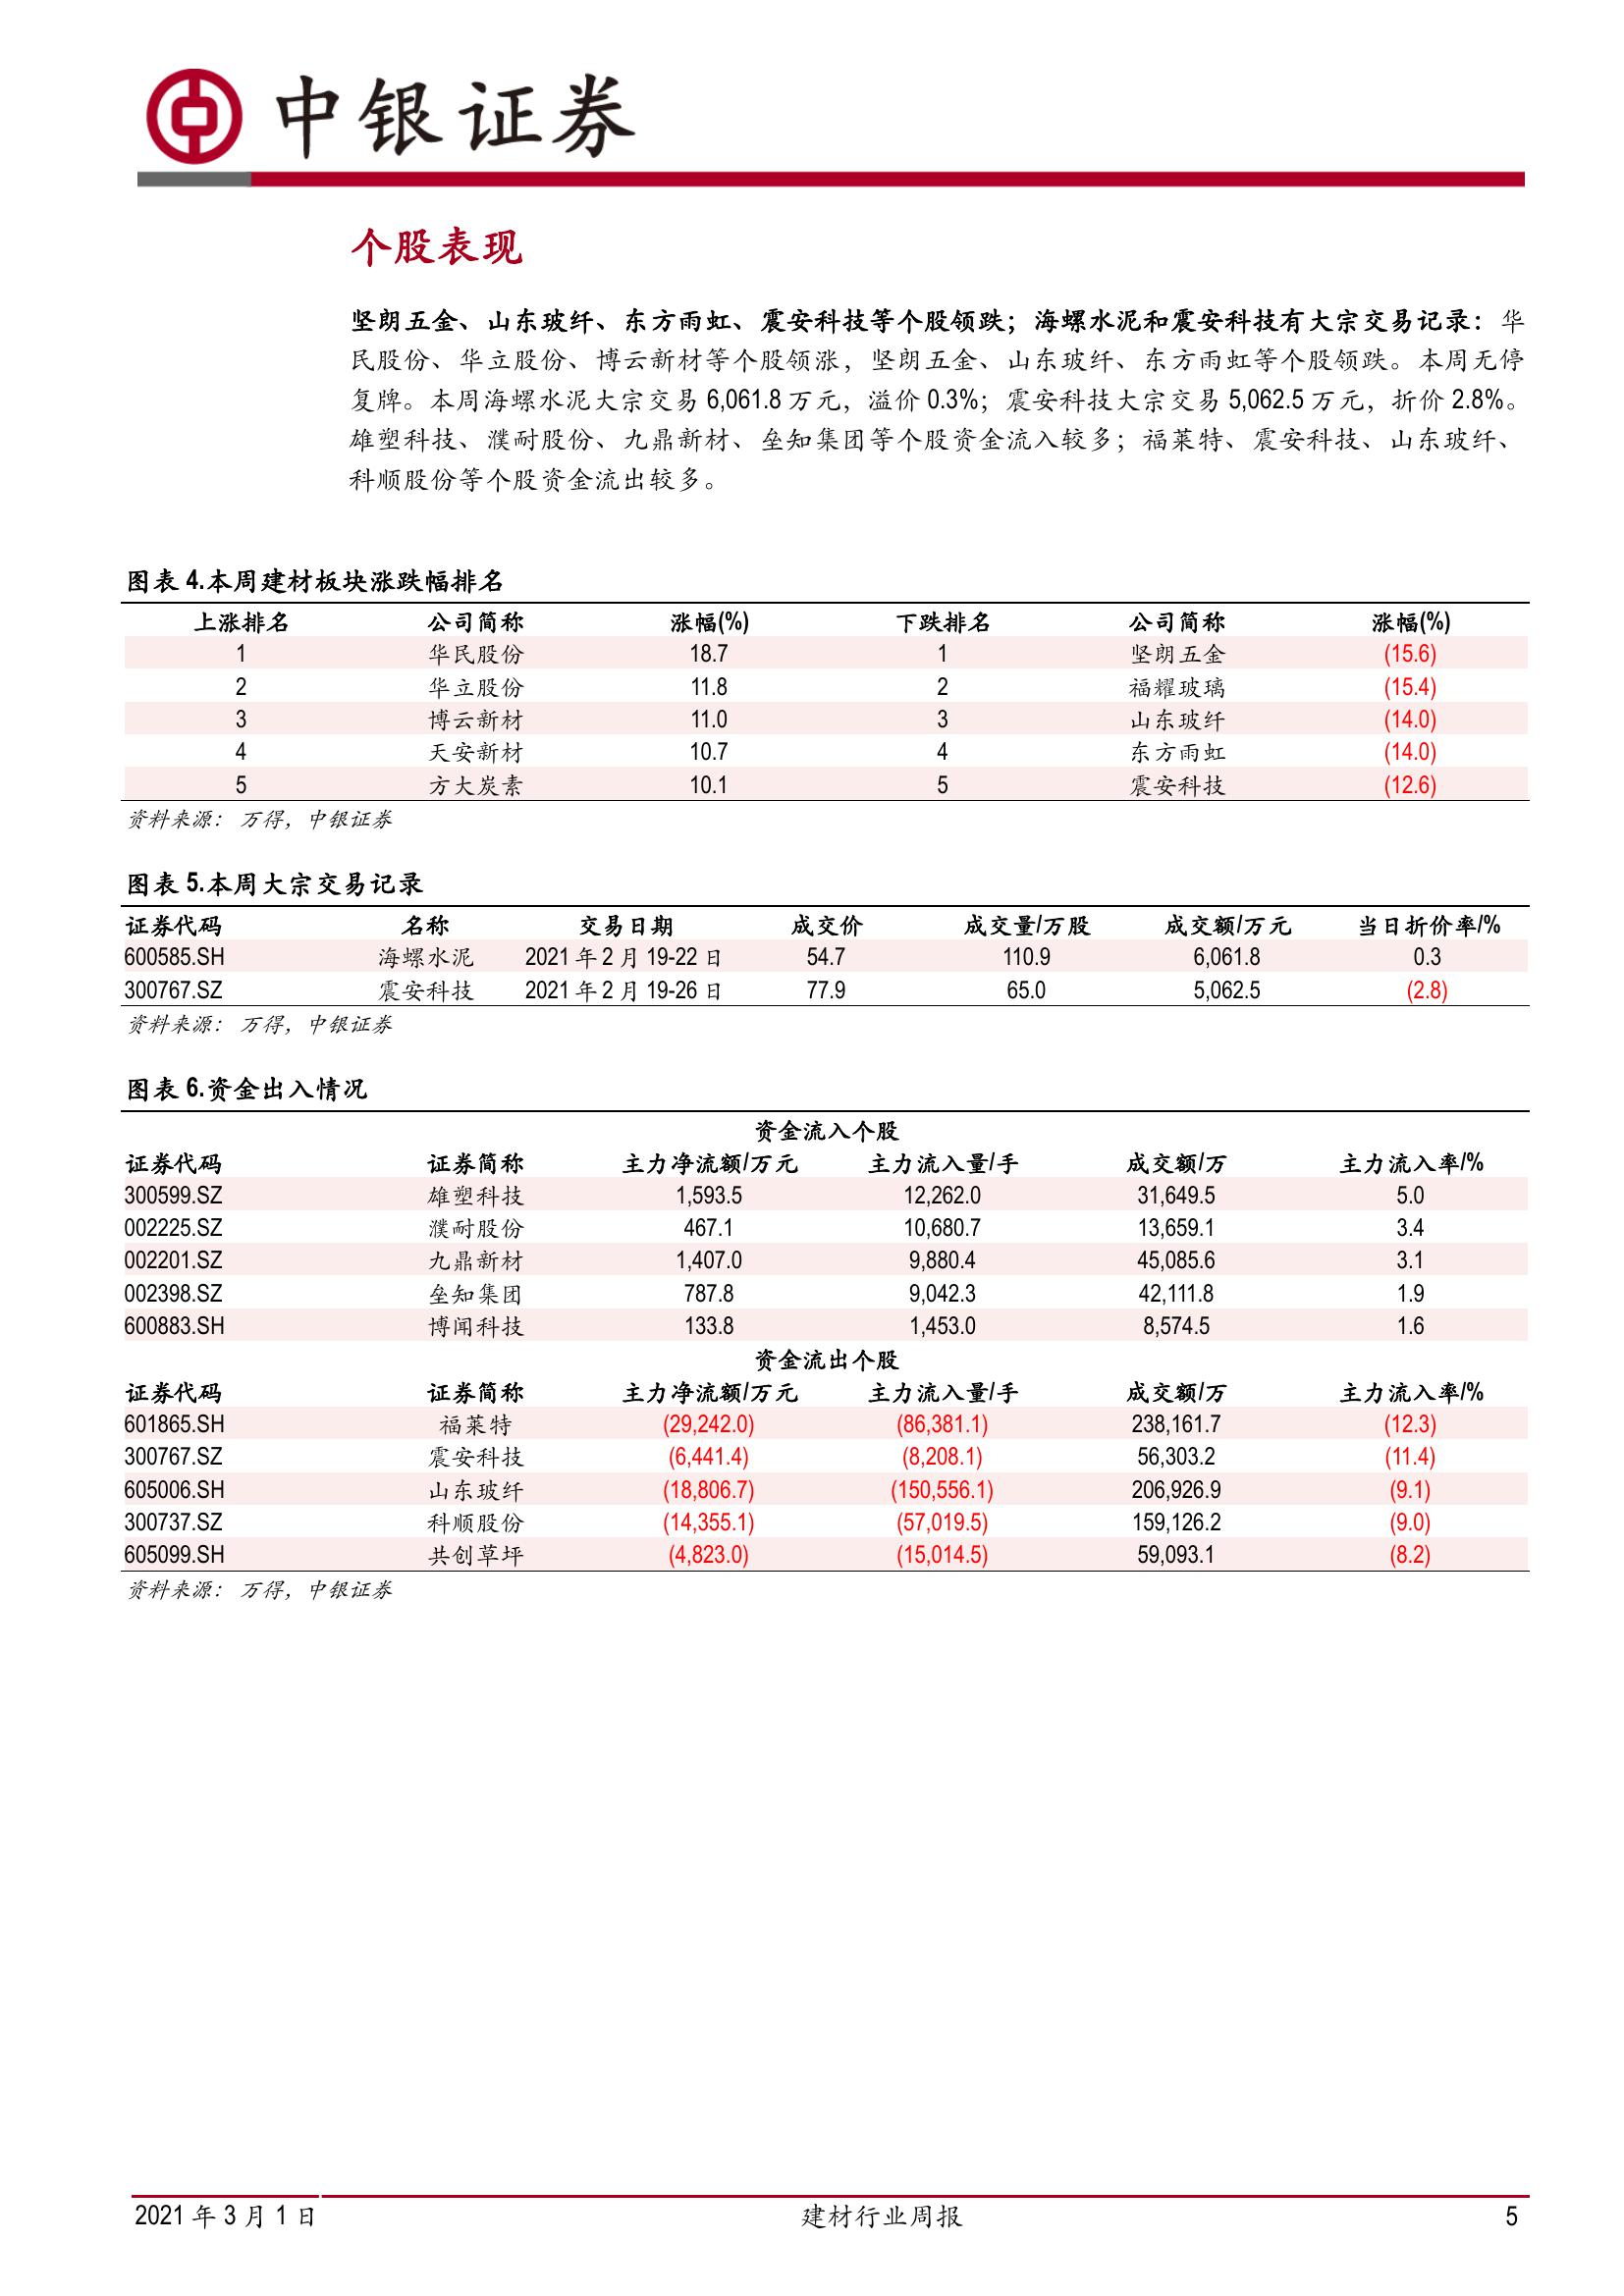 中银证券
个股表现
坚朗五金、山东玻纤、东方雨虹、震安科技等个股领跌；海螺水泥和震安科技有大宗交易记录：华
民股份、华立股份、博云新材等个股领涨，坚朗五金、山东玻纤、东方雨虹等个股领跌。本周无停
复牌。本周海螺水泥大宗交易 6,061.8 万元，溢价 0.3%；震安科技大宗交易 5,062.5 万元，折价 2.8%。
雄塑科技、濮耐股份、九鼎新材、垒知集团等个股资金流入较多；福莱特、震安科技、山东玻纤、
科顺股份等个股资金流出较多。
图表 4.本周建材板块涨跌幅排名
上涨排名 公司简称 涨幅(%) 下跌排名 公司简称 涨幅(%)
1 华民股份 18.7 1 坚朗五金 (15.6)
2 华立股份 11.8 2 福耀玻璃 (15.4)
3 博云新材 11.0 3 山东玻纤 (14.0)
4 天安新材 10.7 4 东方雨虹 (14.0)
5 方大炭素 10.1 5 震安科技 (12.6)
资料来源：万得，中银证券
图表 5.本周大宗交易记录
证券代码 名称 交易日期 成交价 成交量/万股 成交额/万元 当日折价率/%
600585.SH 海螺水泥 2021 年 2 月 19-22 日 54.7 110.9 6,061.8 0.3
300767.SZ 震安科技 2021 年 2 月 19-26 日 77.9 65.0 5,062.5 (2.8)
资料来源：万得，中银证券
图表 6.资金出入情况
资金流入个股
证券代码 证券简称 主力净流额/万元 主力流入量/手 成交额/万 主力流入率/%
300599.SZ 雄塑科技 1,593.5 12,262.0 31,649.5 5.0
002225.SZ 濮耐股份 467.1 10,680.7 13,659.1 3.4
002201.SZ 九鼎新材 1,407.0 9,880.4 45,085.6 3.1
002398.SZ 垒知集团 787.8 9,042.3 42,111.8 1.9
600883.SH 博闻科技 133.8 1,453.0 8,574.5 1.6
资金流出个股
证券代码 证券简称 主力净流额/万元 主力流入量/手 成交额/万 主力流入率/%
601865.SH 福莱特 (29,242.0) (86,381.1) 238,161.7 (12.3)
300767.SZ 震安科技 (6,441.4) (8,208.1) 56,303.2 (11.4)
605006.SH 山东玻纤 (18,806.7) (150,556.1) 206,926.9 (9.1)
300737.SZ 科顺股份 (14,355.1) (57,019.5) 159,126.2 (9.0)
605099.SH 共创草坪 (4,823.0) (15,014.5) 59,093.1 (8.2)
资料来源：万得，中银证券
2021 年 3 月 1 日 建材行业周报 5